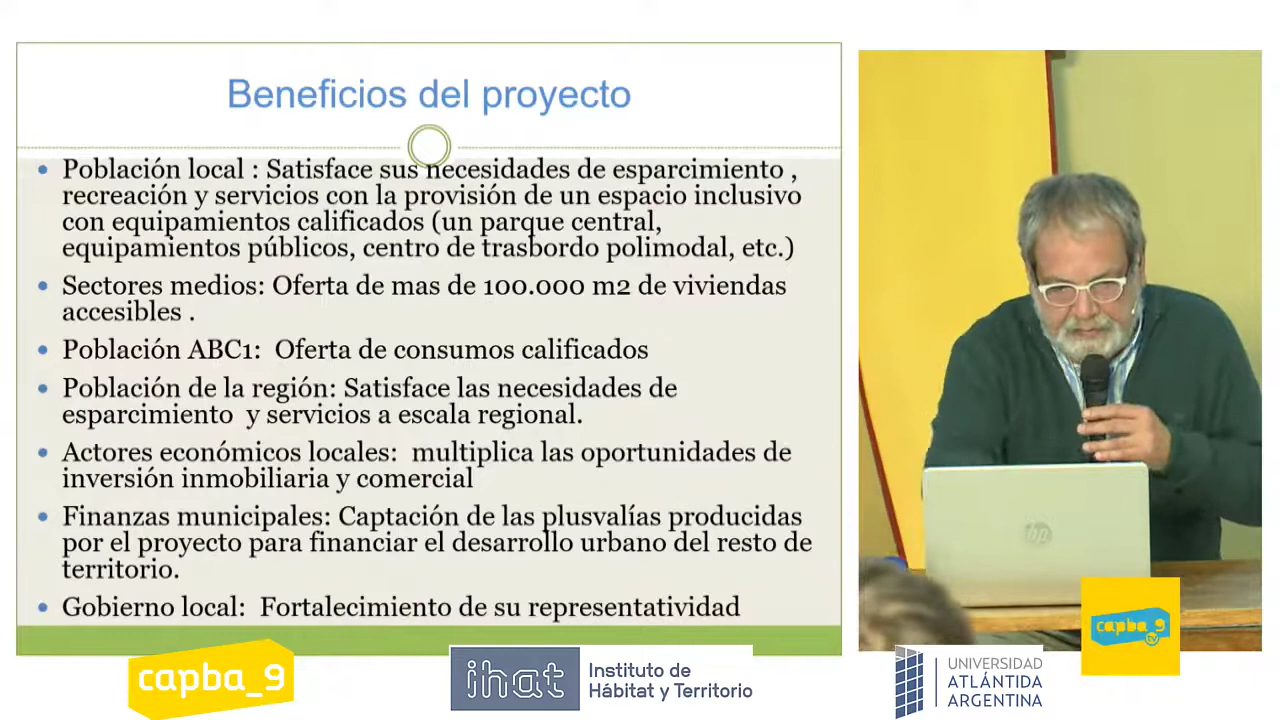 Beneficios del proyecto
Población local : Satisface sus necesidades de esparcimiento ,
recreación y servicios con la provisión de un espacio inclusivo
con equipamientos calificados (un parque central,
equipamientos públicos, centro de trasbordo polimodal, etc.)
Sectores medios: Oferta de mas de 100.000 m2 de viviendas
accesibles .
Población ABC1: Oferta de consumos calificados
Población de la región: Satisface las necesidades de
esparcimiento y servicios a escala regional.
Actores económicos locales: multiplica las oportunidades de
inversión inmobiliaria y comercial
Finanzas municipales: Captación de las plusvalías producidas
por el proyecto para financiar el desarrollo urbano del resto de
territorio.
Gobierno local: Fortalecimiento de su representatividad
hp
capba_9
tv
capba_9
ihat
Instituto de
Hábitat y Territorio
UNIVERSIDAD
ATLÁNTIDA
ARGENTINA